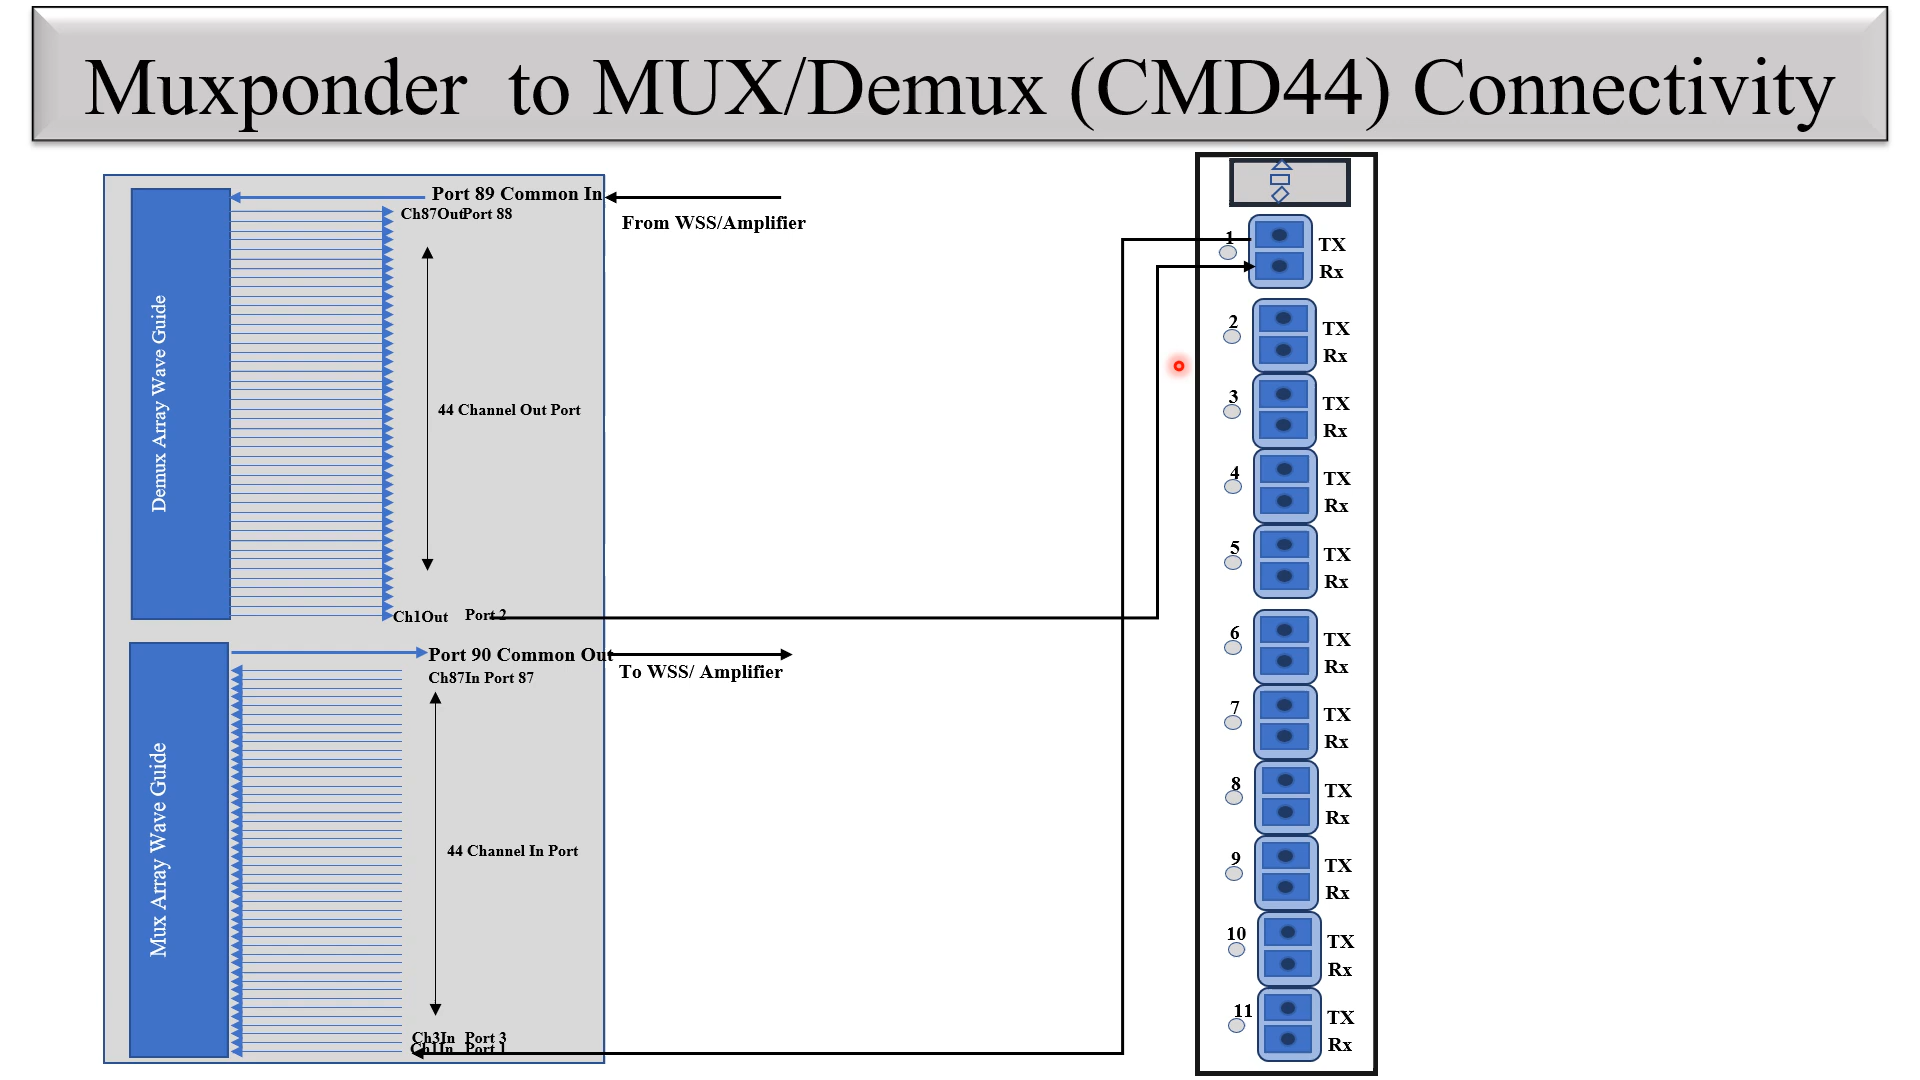 Muxponder to MUX/Demux (CMD44) Connectivity
Port 89 Common In
Ch87Out Port 88
From WSS/Amplifier
Demux Array Wave Guide
44 Channel Out Port
Ch1Out Port 2
Port 90 Common Out
To WSS/ Amplifier
Ch87In Port 87
Mux Array Wave Guide
44 Channel In Port
Ch3In Port 3
Ch1In Port 1
1 TX
Rx
2 TX
Rx
3 TX
Rx
4 TX
Rx
5 TX
Rx
6 TX
Rx
7 TX
Rx
8 TX
Rx
9 TX
Rx
10 TX
Rx
11 TX
Rx